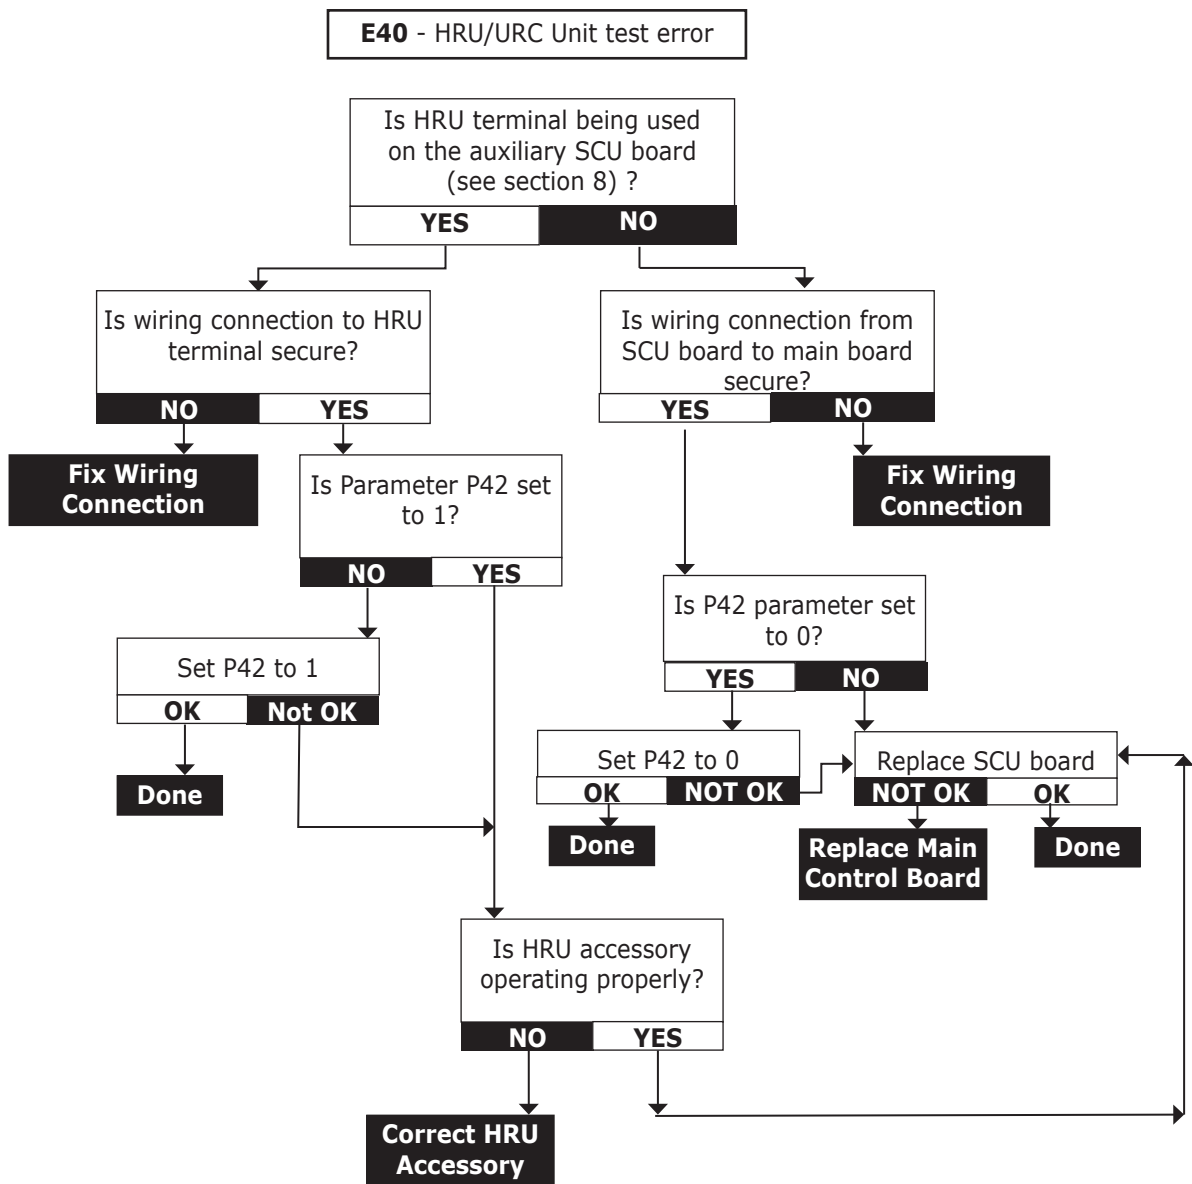 E40 - HRU/URC Unit test error
Is HRU terminal being used
on the auxiliary SCU board
(see section 8) ?
YES
NO
Is wiring connection to HRU
terminal secure?
NO
YES
Is wiring connection from
SCU board to main board
secure?
YES
NO
Fix Wiring
Connection
Is Parameter P42 set
to 1?
NO
YES
Fix Wiring
Connection
Is P42 parameter set
to 0?
YES
NO
Set P42 to 1
OK
Not OK
Done
Set P42 to 0
OK
NOT OK
Replace SCU board
NOT OK
OK
Done
Replace Main
Control Board
Done
Is HRU accessory
operating properly?
NO
YES
Correct HRU
Accessory